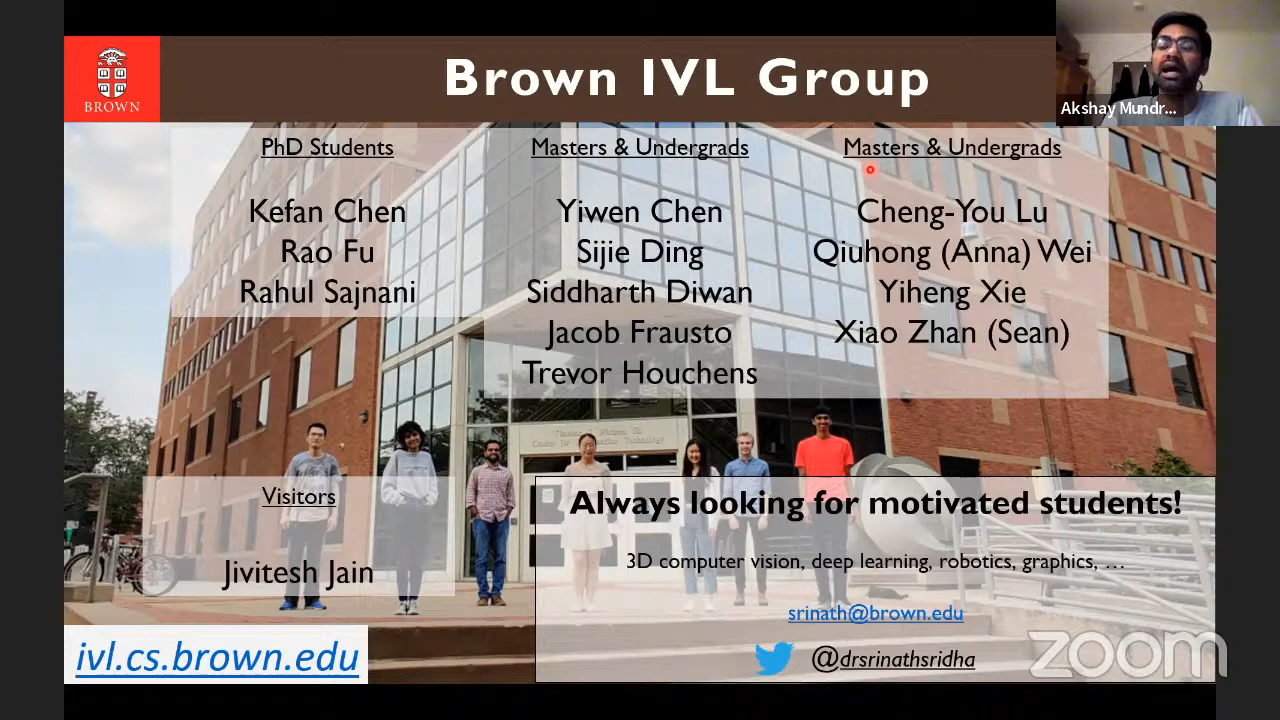 BROWN
Brown IVL Group
Akshay Mundr...
PhD Students
Kefan Chen
Rao Fu
Rahul Sajnani
Masters & Undergrads
Yiwen Chen
Sijie Ding
Siddharth Diwan
Jacob Frausto
Trevor Houchens
Masters & Undergrads
Cheng-You Lu
Qiuhong (Anna) Wei
Yiheng Xie
Xiao Zhan (Sean)
Visitors
Jivitesh Jain
Always looking for motivated students!
3D computer vision, deep learning, robotics, graphics, …
srinath@brown.edu
@drsrinathsridha
ivl.cs.brown.edu
zoom